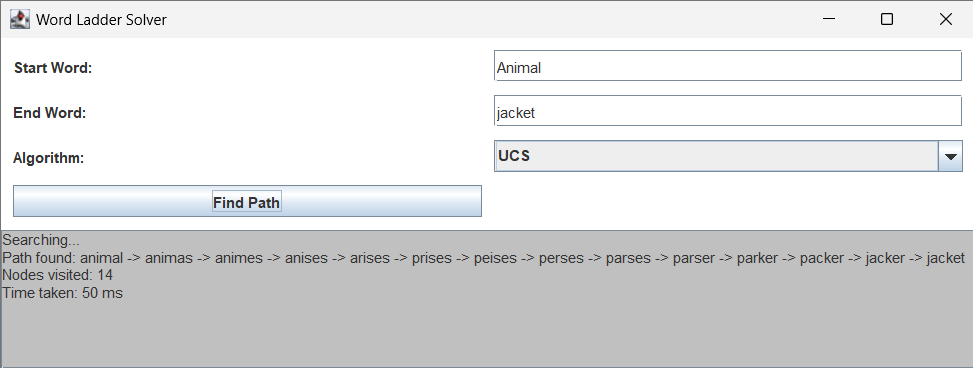 Word Ladder Solver
Start Word: Animal
End Word: jacket
Algorithm: UCS
Find Path
Searching...
Path found: animal -> animas -> animes -> anises -> arises -> prises -> peises -> perses -> parses -> parser -> parker -> packer -> jacker -> jacket
Nodes visited: 14
Time taken: 50 ms